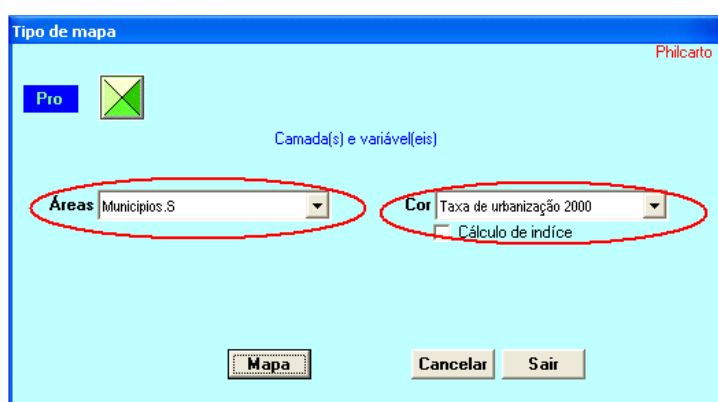 Tipo de mapa
Philcarto
Pro
Camada(s) e variável(eis)
Áreas Municipios.S Cor Taxa de urbanização 2000
Cálculo de indíce
Mapa Cancelar Sair